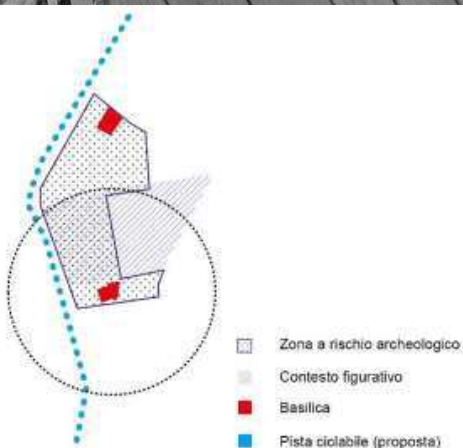 Zona a rischio archeologico
Contesto figurativo
Basilica
Pista ciclabile (proposta)